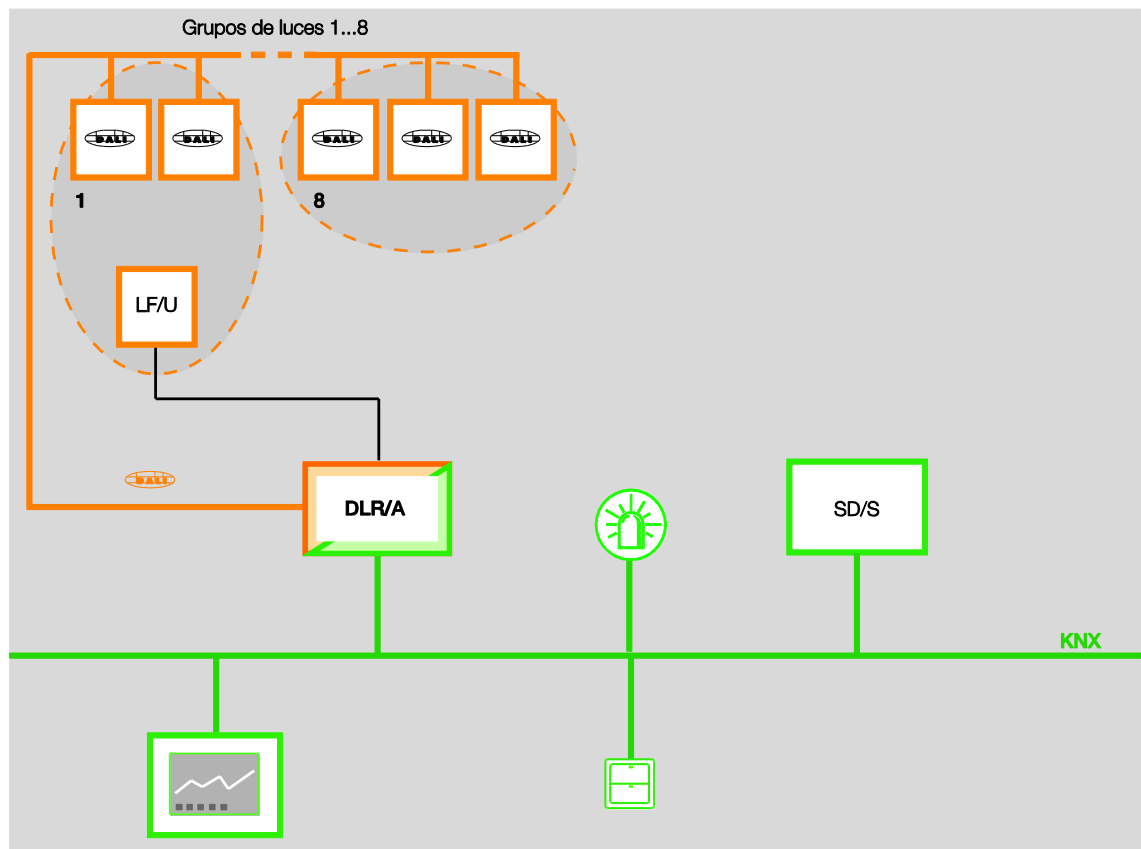 Grupos de luces 1...8
DALI DALI DALI DALI DALI
1 8
LF/U
DALI
DLR/A SD/S
KNX